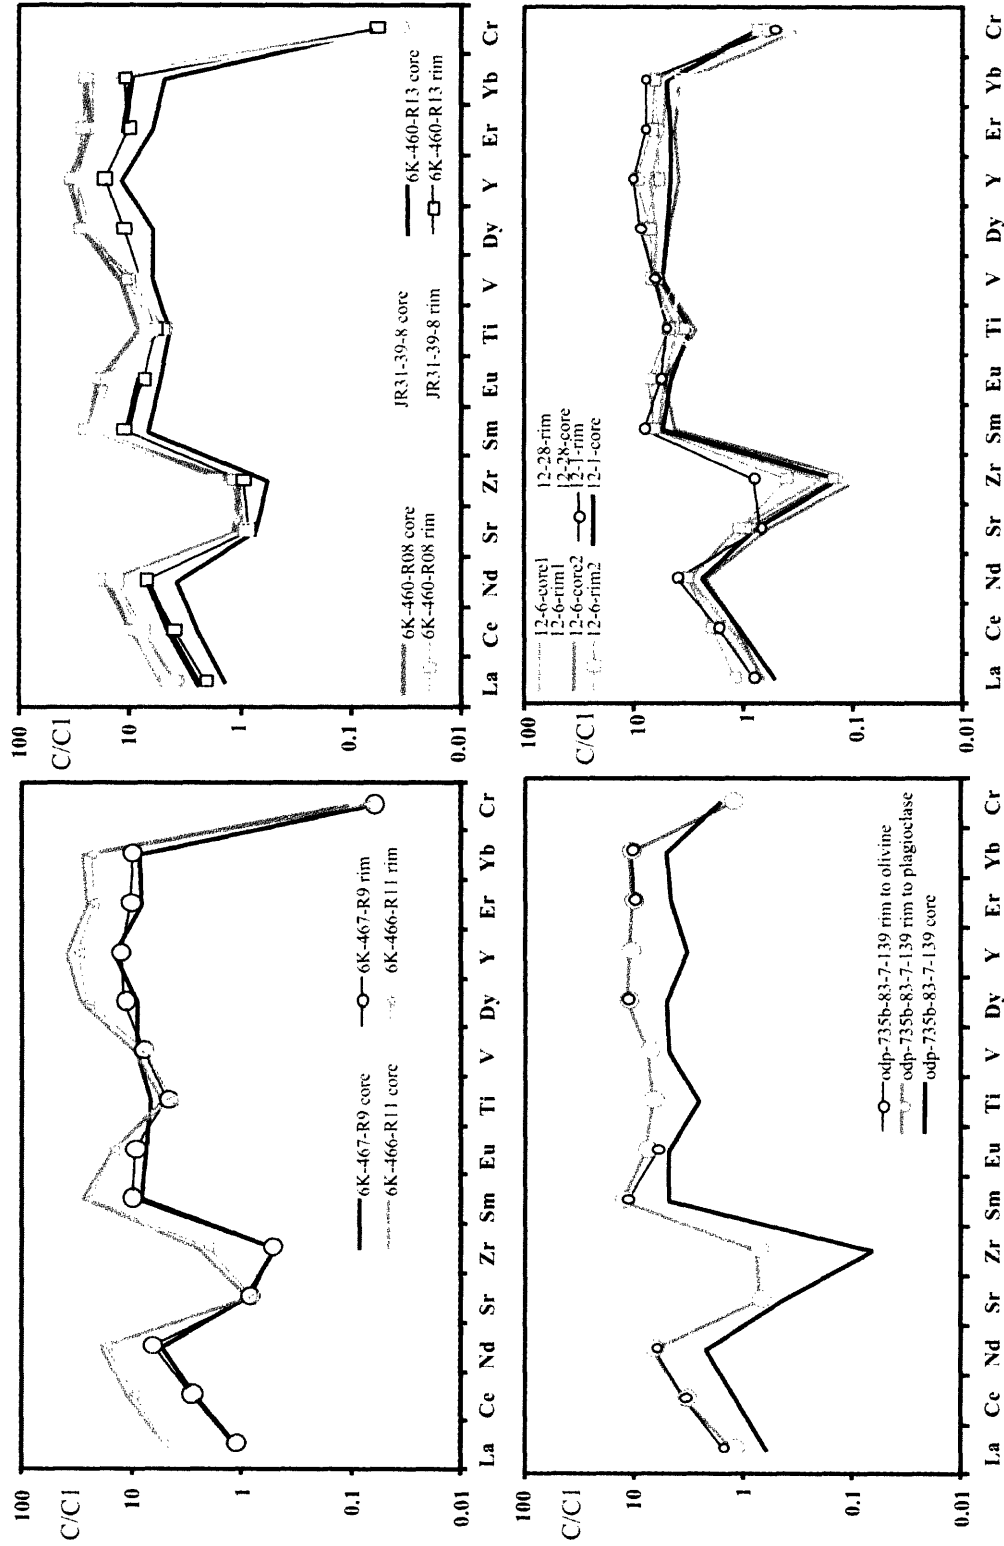 100
C/C1
10
1
0.1
0.01
6K-467-R9 core
6K-466-R11 core
6K-467-R9 rim
6K-466-R11 rim
La Ce Nd Sr Zr Sm Eu Ti V Dy Y Er Yb Cr
100
C/C1
10
1
0.1
0.01
6K-460-R08 core
6K-460-R08 rim
JR31-39-8 core
JR31-39-8 rim
6K-460-R13 core
6K-460-R13 rim
La Ce Nd Sr Zr Sm Eu Ti V Dy Y Er Yb Cr
100
C/C1
10
1
0.1
0.01
odp-735b-83-7-139 rim to olivine
odp-735b-83-7-139 rim to plagioclase
odp-735b-83-7-139 core
La Ce Nd Sr Zr Sm Eu Ti V Dy Y Er Yb Cr
100
C/C1
10
1
0.1
0.01
12-6-core1
12-6-rim1
12-6-core2
12-6-rim2
12-28-rim
12-28-core
12-1-rim
12-1-core
La Ce Nd Sr Zr Sm Eu Ti V Dy Y Er Yb Cr